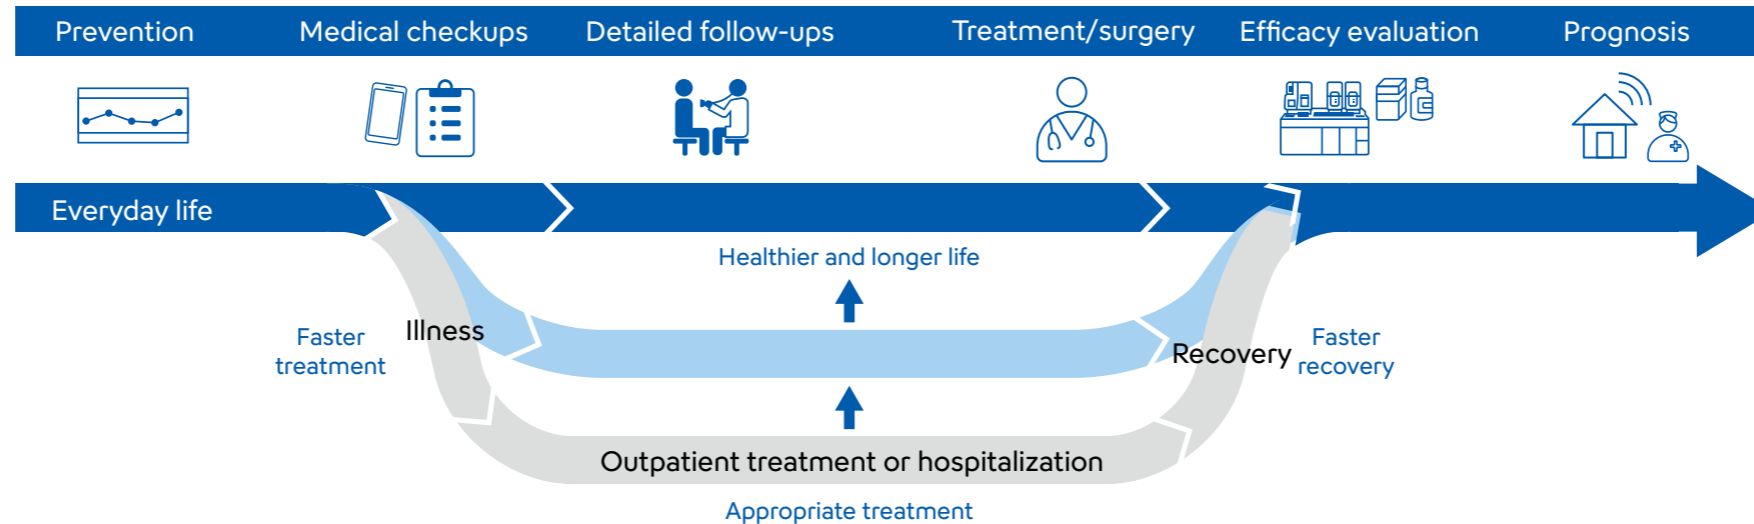 Prevention
Medical checkups
Detailed follow-ups
Treatment/surgery
Efficacy evaluation
Prognosis
Everyday life
Healthier and longer life
Faster
treatment
Illness
Recovery
Faster
recovery
Outpatient treatment or hospitalization
Appropriate treatment